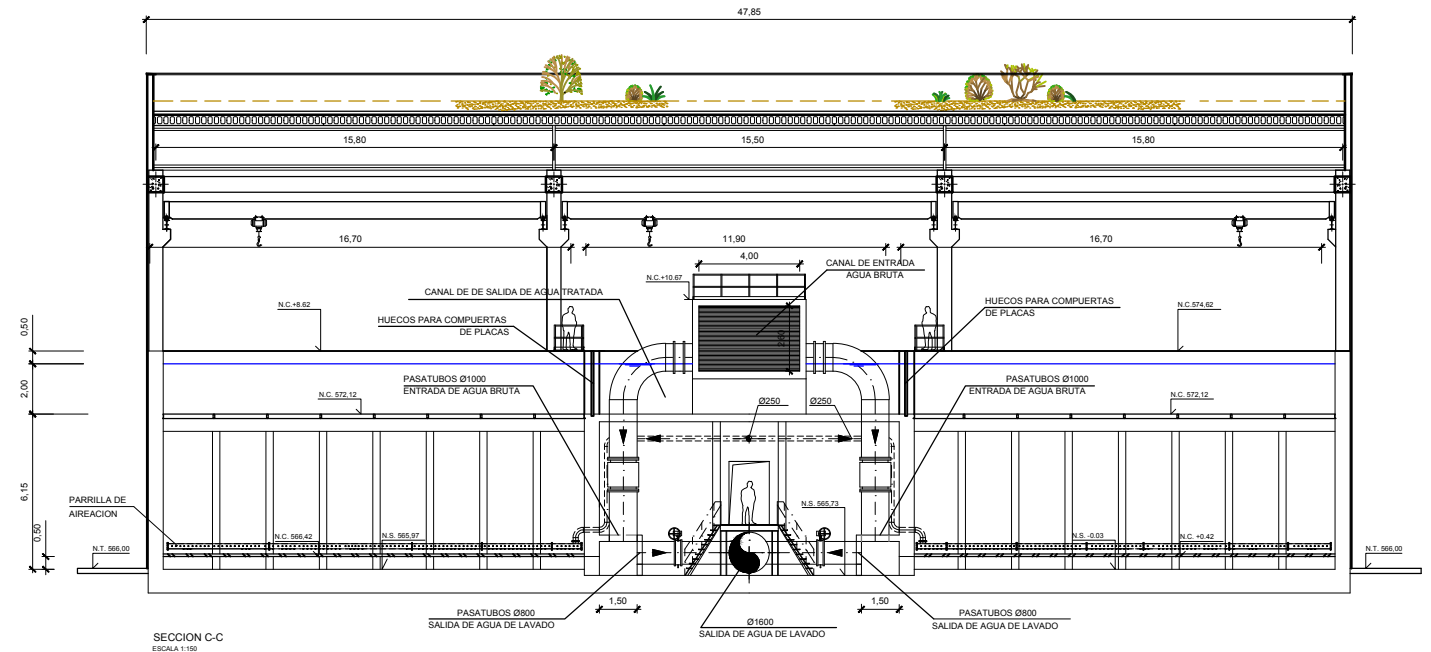 47,85
15,80
15,50
15,80
16,70
11,90
16,70
4,00
CANAL DE ENTRADA
AGUA BRUTA
N.C.+10.67
CANAL DE DE SALIDA DE AGUA TRATADA
N.C.+8.62
HUECOS PARA COMPUERTAS
DE PLACAS
HUECOS PARA COMPUERTAS
DE PLACAS
N.C.574,62
0,50
2,60
2,00
PASATUBOS Ø1000
ENTRADA DE AGUA BRUTA
PASATUBOS Ø1000
ENTRADA DE AGUA BRUTA
N.C. 572,12
Ø250
Ø250
N.C. 572,12
6,15
PARRILLA DE
AIREACION
N.S. 565,73
0,50
N.T. 566,00
N.C. 566,42
N.S. 565,97
N.S. -0.03
N.C. +0.42
N.T. 566,00
1,50
1,50
PASATUBOS Ø800
SALIDA DE AGUA DE LAVADO
Ø1600
SALIDA DE AGUA DE LAVADO
PASATUBOS Ø800
SALIDA DE AGUA DE LAVADO
SECCION C-C
ESCALA 1:150